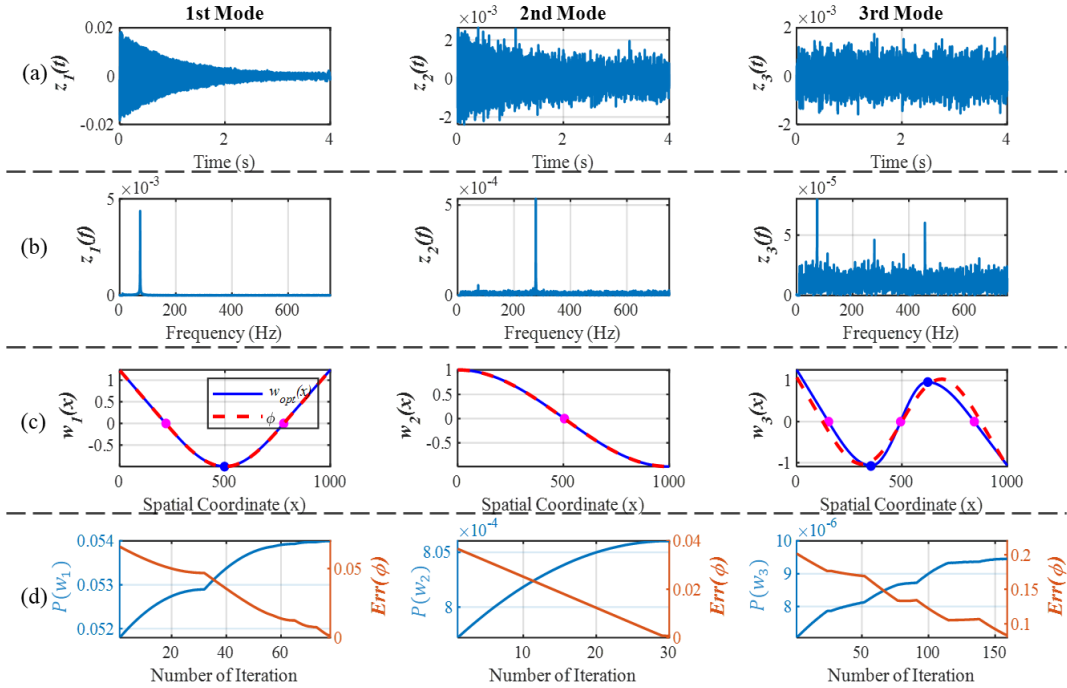 1st Mode 2nd Mode 3rd Mode
(a)
z1(t)
0.02
0
-0.02
0 2 4
Time (s)
×10-3
z2(t)
2
0
-2
0 2 4
Time (s)
×10-3
z3(t)
2
0
-2
0 2 4
Time (s)
(b)
×10-3
z1(f)
5
0
0 200 400 600
Frequency (Hz)
×10-4
z2(f)
5
0
0 200 400 600
Frequency (Hz)
×10-5
z3(f)
5
0
0 200 400 600
Frequency (Hz)
(c)
w1(x)
1
0.5
0
-0.5
wopt(x)
ϕ
0 500 1000
Spatial Coordinate (x)
w2(x)
1
0.5
0
-0.5
0 500 1000
Spatial Coordinate (x)
w3(x)
1
0
-1
0 500 1000
Spatial Coordinate (x)
(d)
P(w1)
0.054
0.053
0.052
20 40 60
Number of Iteration
0.05
0
Err(ϕ)
×10-4
P(w2)
8.05
8
10 20 30
Number of Iteration
0.04
0.02
0.00
Err(ϕ)
×10-6
P(w3)
10
9
8
50 100 150
Number of Iteration
0.2
0.15
0.1
Err(ϕ)